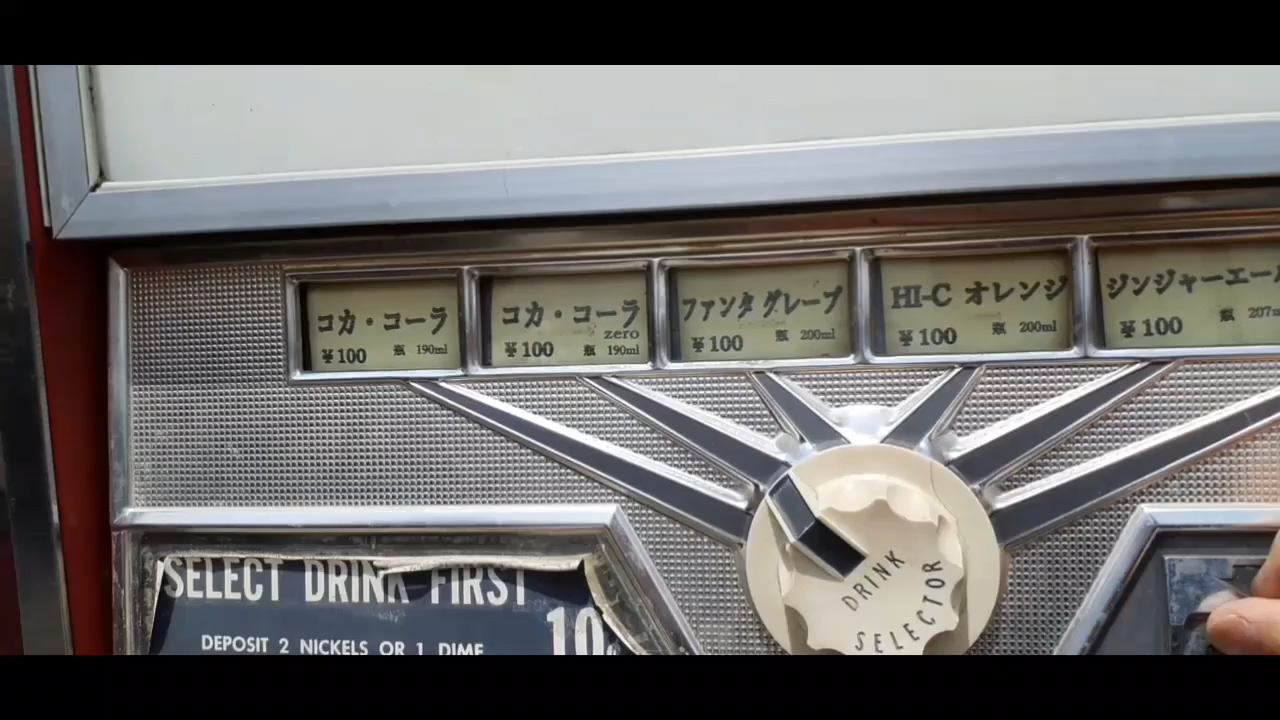 コカ・コーラ
¥100 瓶 190ml
コカ・コーラ
zero
¥100 瓶 190ml
ファンタ グレープ
¥100 瓶 200ml
HI-C オレンジ
¥100 瓶 200ml
ジンジャーエール
¥100 瓶 207m
DRINK
SELECTOR
SELECT DRINK FIRST
DEPOSIT 2 NICKELS OR 1 DIME
10¢